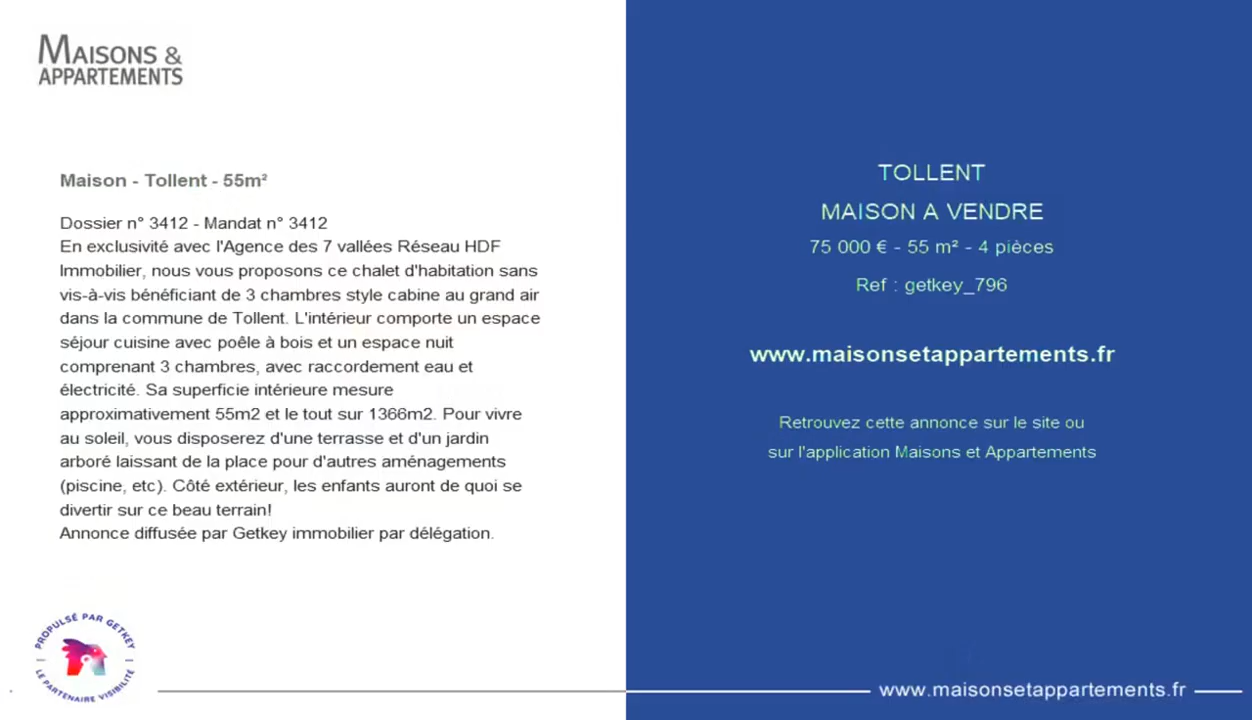 MAISONS &
APPARTEMENTS
Maison - Tollent - 55m²
Dossier n° 3412 - Mandat n° 3412
En exclusivité avec l'Agence des 7 vallées Réseau HDF
Immobilier, nous vous proposons ce chalet d'habitation sans
vis-à-vis bénéficiant de 3 chambres style cabine au grand air
dans la commune de Tollent. L'intérieur comporte un espace
séjour cuisine avec poêle à bois et un espace nuit
comprenant 3 chambres, avec raccordement eau et
électricité. Sa superficie intérieure mesure
approximativement 55m2 et le tout sur 1366m2. Pour vivre
au soleil, vous disposerez d'une terrasse et d'un jardin
arboré laissant de la place pour d'autres aménagements
(piscine, etc). Côté extérieur, les enfants auront de quoi se
divertir sur ce beau terrain!
Annonce diffusée par Getkey immobilier par délégation.
PROPULSÉ PAR GETKEY
LE PARTENAIRE VISIBILITÉ
TOLLENT
MAISON A VENDRE
75 000 € - 55 m² - 4 pièces
Ref : getkey_796
www.maisonsetappartements.fr
Retrouvez cette annonce sur le site ou
sur l'application Maisons et Appartements
www.maisonsetappartements.fr